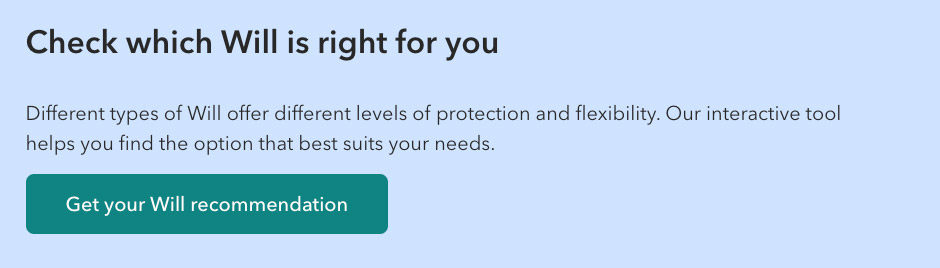 Check which Will is right for you
Different types of Will offer different levels of protection and flexibility. Our interactive tool
helps you find the option that best suits your needs.
Get your Will recommendation